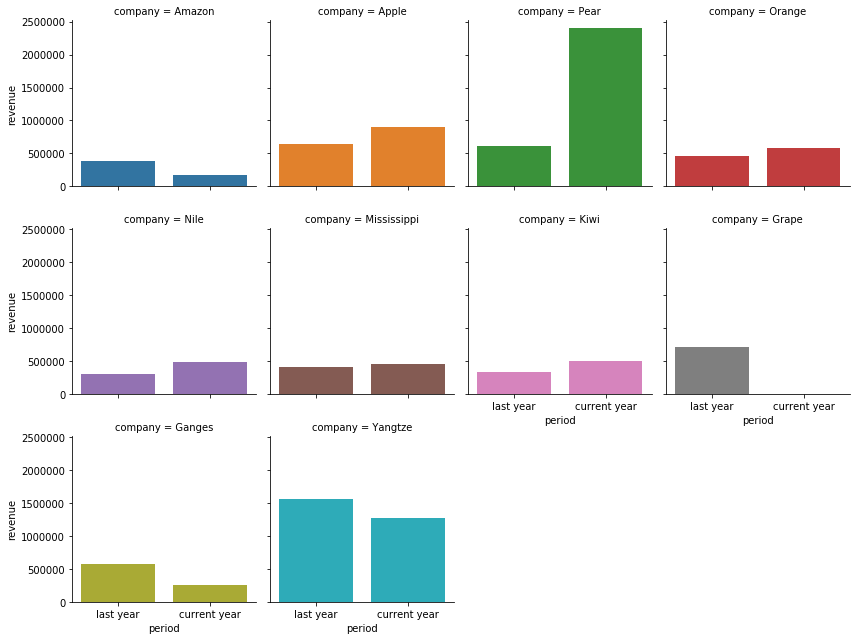 company = Amazon
company = Apple
company = Pear
company = Orange
revenue
2500000
2000000
1500000
1000000
500000
0
company = Nile
company = Mississippi
company = Kiwi
company = Grape
revenue
2500000
2000000
1500000
1000000
500000
0
last year current year
period
last year current year
period
company = Ganges
company = Yangtze
revenue
2500000
2000000
1500000
1000000
500000
0
last year current year
period
last year current year
period